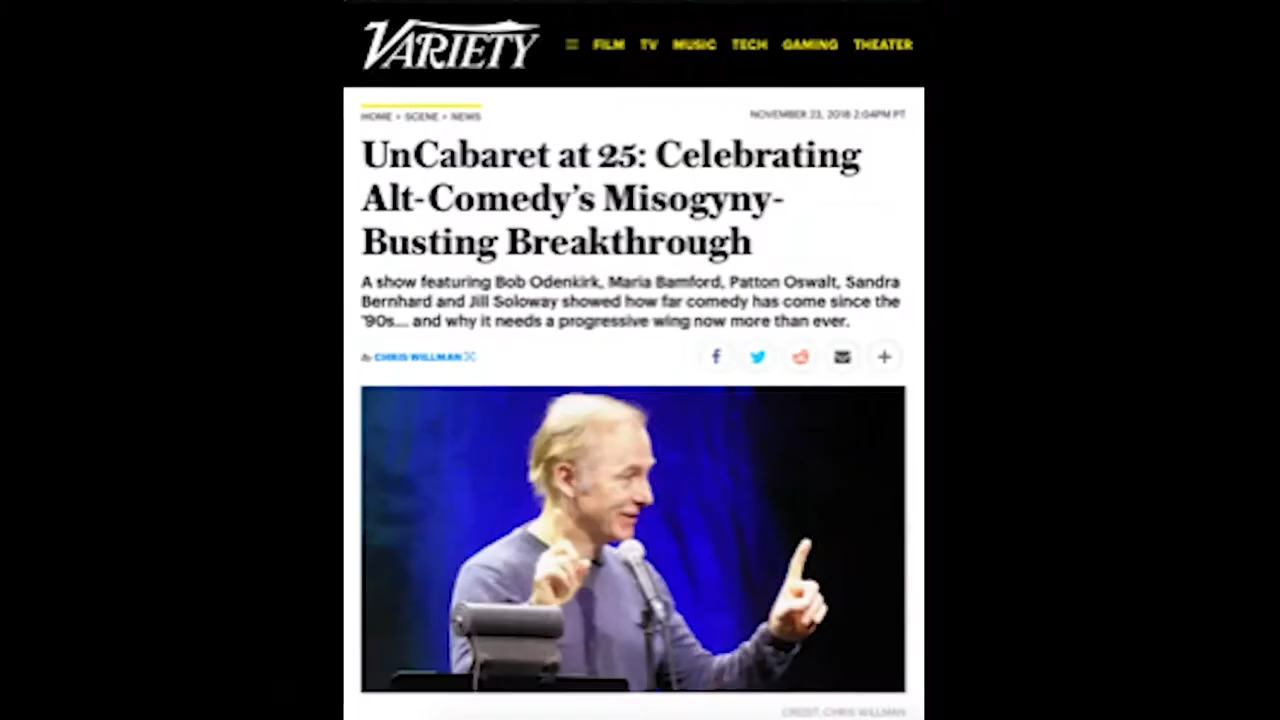 VARIETY
FILM TV MUSIC TECH GAMING THEATER
HOME > SCENE > NEWS
NOVEMBER 23, 2018 2:04PM PT
UnCabaret at 25: Celebrating
Alt-Comedy's Misogyny-
Busting Breakthrough
A show featuring Bob Odenkirk, Maria Bamford, Patton Oswalt, Sandra
Bernhard and Jill Soloway showed how far comedy has come since the
'90s.... and why it needs a progressive wing now more than ever.
By CHRIS WILLMAN
CREDIT: CHRIS WILLMAN